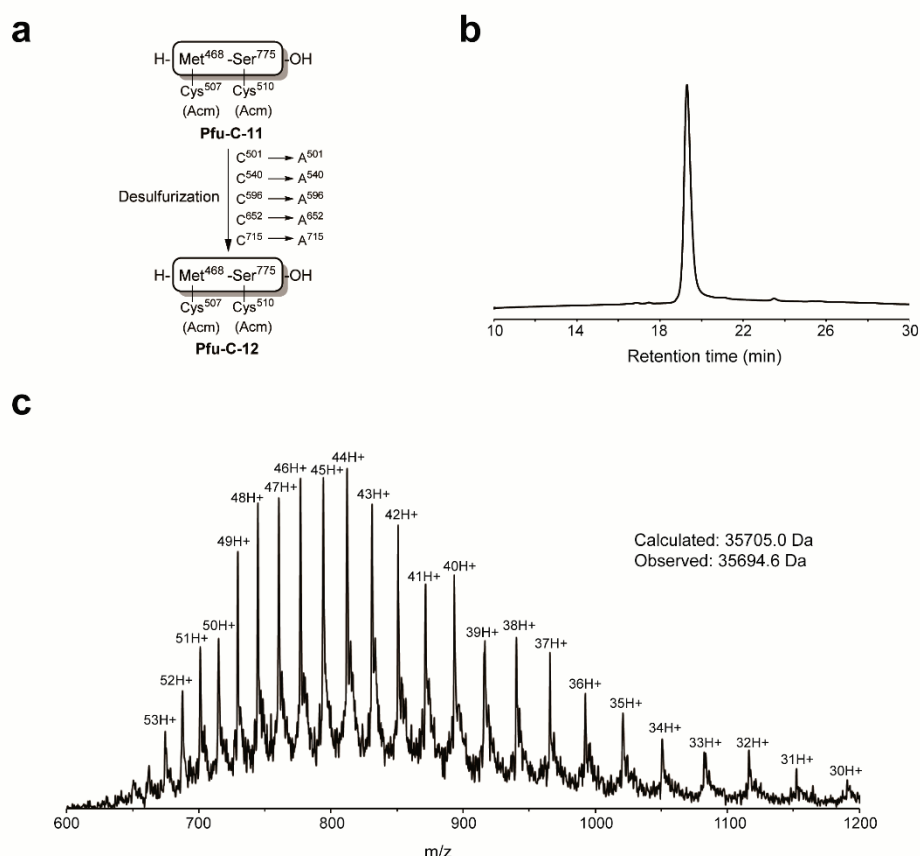 a
H- Met⁴⁶⁸ -Ser⁷⁷⁵ -OH
Cys⁵⁰⁷ Cys⁵¹⁰
(Acm) (Acm)
Pfu-C-11
Desulfurization
C⁵⁰¹ → A⁵⁰¹
C⁵⁴⁰ → A⁵⁴⁰
C⁵⁹⁶ → A⁵⁹⁶
C⁶⁵² → A⁶⁵²
C⁷¹⁵ → A⁷¹⁵
H- Met⁴⁶⁸ -Ser⁷⁷⁵ -OH
Cys⁵⁰⁷ Cys⁵¹⁰
(Acm) (Acm)
Pfu-C-12
b
10 14 18 22 26 30
Retention time (min)
c
53H+
52H+
51H+
50H+
49H+
48H+
47H+
46H+
45H+
44H+
43H+
42H+
41H+
40H+
39H+
38H+
37H+
36H+
35H+
34H+
33H+
32H+
31H+
30H+
Calculated: 35705.0 Da
Observed: 35694.6 Da
600 700 800 900 1000 1100 1200
m/z